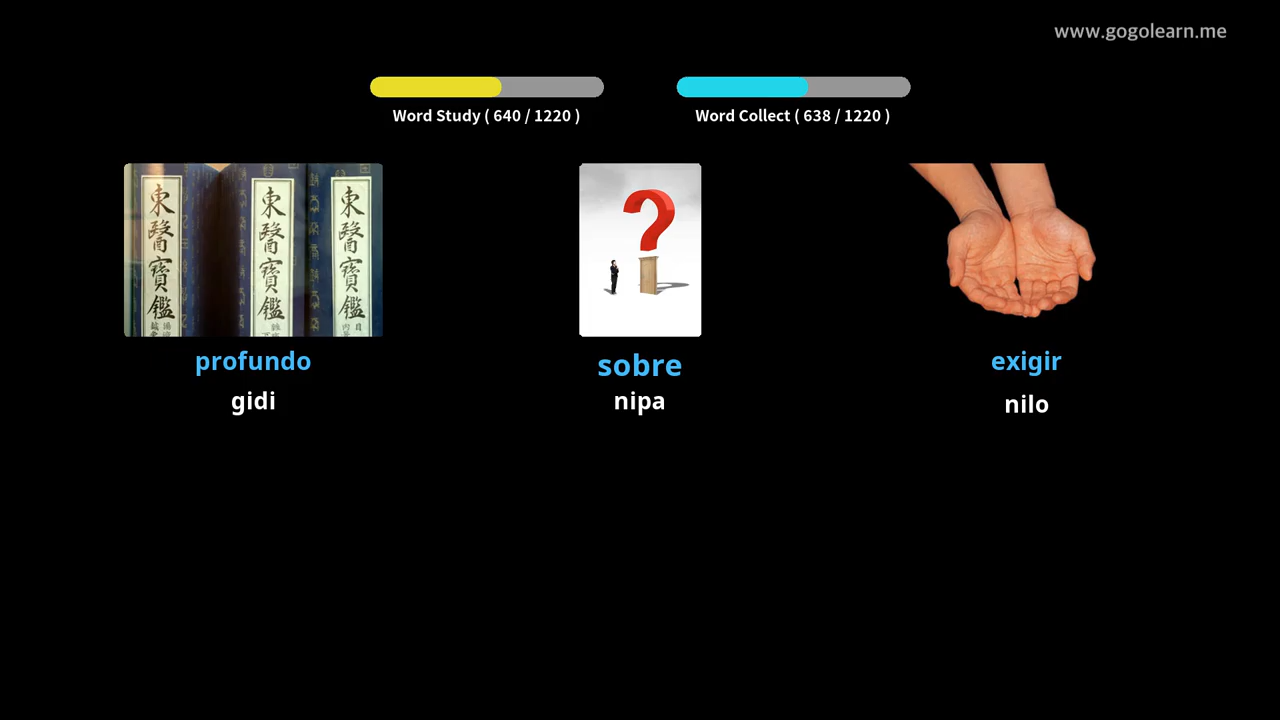 www.gogolearn.me
Word Study ( 640 / 1220 )
Word Collect ( 638 / 1220 )
東醫寶鑑
東醫寶鑑
東醫寶鑑
profundo
sobre
exigir
gidi
nipa
nilo